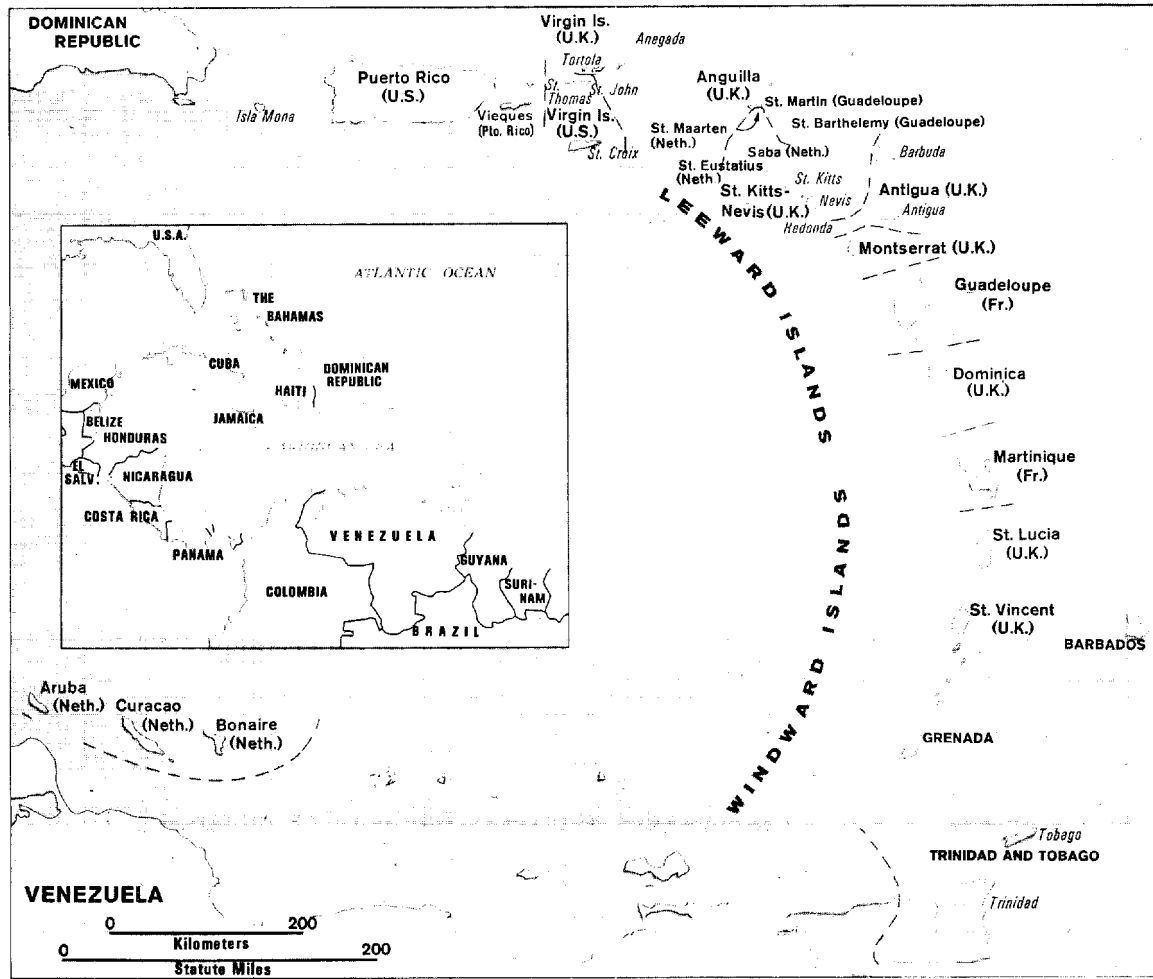 DOMINICAN
REPUBLIC
Isla Mona
Puerto Rico
(U.S.)
Vieques
(Pto. Rico)
Virgin Is.
(U.K.)
Anegada
Tortola
St.
Thomas
St. John
Virgin Is.
(U.S.)
St. Croix
Anguilla
(U.K.)
St. Martin (Guadeloupe)
St. Barthelemy (Guadeloupe)
St. Maarten
(Neth.)
Saba (Neth.)
Barbuda
St. Eustatius
(Neth)
St. Kitts
St. Kitts-
Nevis (U.K.)
Nevis
Antigua (U.K.)
Antigua
Redonda
Montserrat (U.K.)
LEEWARD ISLANDS
Guadeloupe
(Fr.)
Dominica
(U.K.)
Martinique
(Fr.)
St. Lucia
(U.K.)
St. Vincent
(U.K.)
BARBADOS
WINDWARD ISLANDS
GRENADA
Tobago
TRINIDAD AND TOBAGO
Trinidad
U.S.A.
ATLANTIC OCEAN
THE
BAHAMAS
CUBA
DOMINICAN
REPUBLIC
HAITI
MEXICO
JAMAICA
BELIZE
HONDURAS
EL
SALV.
NICARAGUA
COSTA RICA
PANAMA
VENEZUELA
GUYANA
SURI-
NAM
COLOMBIA
BRAZIL
Aruba
(Neth.)
Curacao
(Neth.)
Bonaire
(Neth.)
VENEZUELA
0 200
Kilometers
0 200
Statute Miles